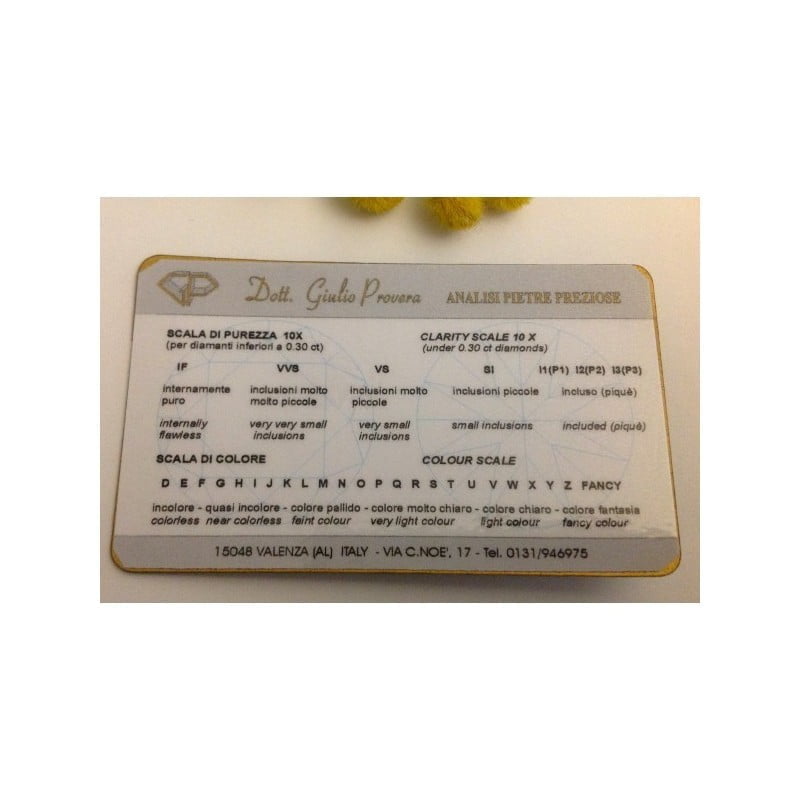 GP Dott. Giulio Provera ANALISI PIETRE PREZIOSE
SCALA DI PUREZZA 10X CLARITY SCALE 10 X
(per diamanti inferiori a 0.30 ct) (under 0.30 ct diamonds)
IF VVS VS SI I1(P1) I2(P2) I3(P3)
internamente inclusioni molto inclusioni molto inclusioni piccole incluso (piquè)
puro molto piccole piccole
internally very very small very small small inclusions included (piquè)
flawless inclusions inclusions
SCALA DI COLORE COLOUR SCALE
D E F G H I J K L M N O P Q R S T U V W X Y Z FANCY
incolore - quasi incolore - colore pallido - colore molto chiaro - colore chiaro - colore fantasia
colorless near colorless faint colour very light colour light colour fancy colour
15048 VALENZA (AL) ITALY - VIA C.NOE', 17 - Tel. 0131/946975